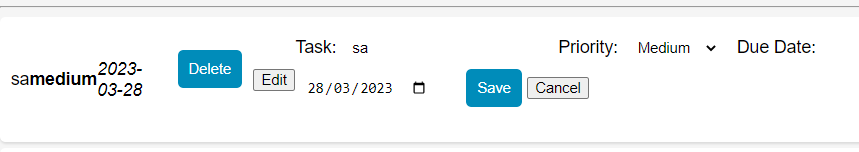 Task: sa Priority: Medium Due Date:
samedium2023-03-28 Delete Edit 28/03/2023 Save Cancel